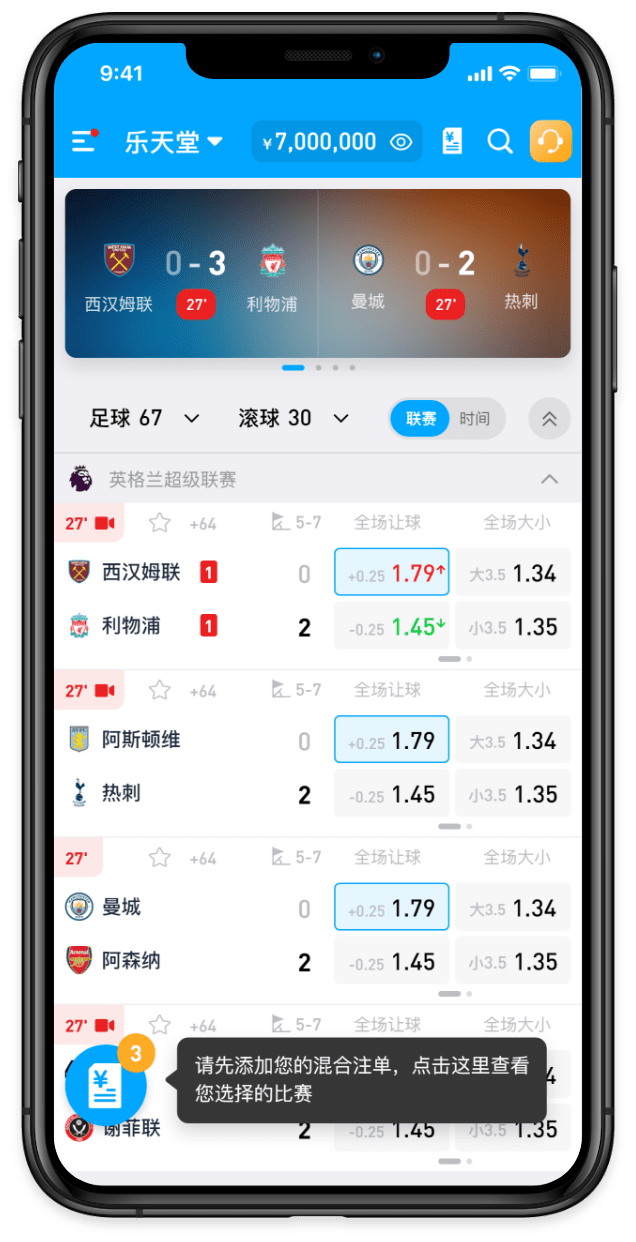 9:41
乐天堂 ¥7,000,000 ¥
0 - 3 0 - 2
西汉姆联 27' 利物浦 曼城 27' 热刺
足球 67 滚球 30 联赛 时间
英格兰超级联赛
27' +64 5-7 全场让球 全场大小
西汉姆联 1 0 +0.25 1.79 大3.5 1.34
利物浦 1 2 -0.25 1.45 小3.5 1.35
27' +64 5-7 全场让球 全场大小
阿斯顿维 0 +0.25 1.79 大3.5 1.34
热刺 2 -0.25 1.45 小3.5 1.35
27' +64 5-7 全场让球 全场大小
曼城 0 +0.25 1.79 大3.5 1.34
阿森纳 2 -0.25 1.45 小3.5 1.35
27' +64 5-7 全场让球 全场大小
3
¥
请先添加您的混合注单，点击这里查看
您选择的比赛
4
谢菲联 2 -0.25 1.45 小3.5 1.35